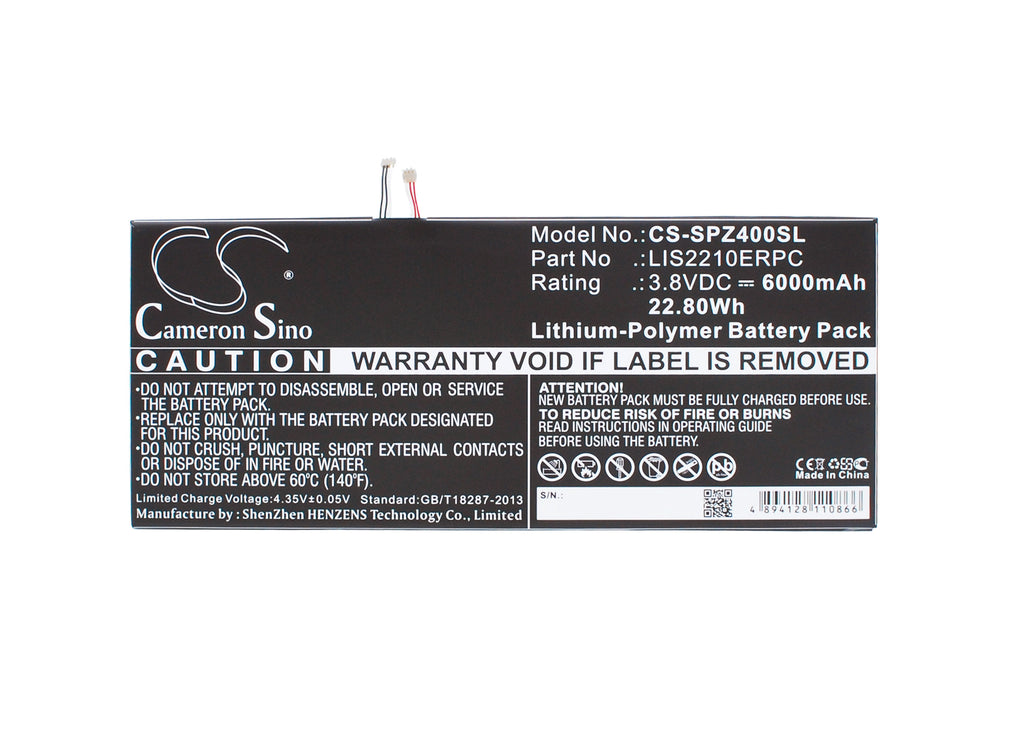 Cameron Sino ®
Model No.:CS-SPZ400SL
Part No .:LIS2210ERPC
Rating .:3.8VDC ⎓ 6000mAh
22.80Wh
Lithium-Polymer Battery Pack
CAUTION WARRANTY VOID IF LABEL IS REMOVED
•DO NOT ATTEMPT TO DISASSEMBLE, OPEN OR SERVICE
THE BATTERY PACK.
•REPLACE ONLY WITH THE BATTERY PACK DESIGNATED
FOR THIS PRODUCT.
•DO NOT CRUSH, PUNCTURE, SHORT EXTERNAL CONTACTS
OR DISPOSE OF IN FIRE OR WATER.
•DO NOT STORE ABOVE 60°C (140°F).
Limited Charge Voltage:4.35V±0.05V Standard:GB/T18287-2013
Manufacture by : ShenZhen HENZENS Technology Co., Limited
ATTENTION!
NEW BATTERY PACK MUST BE FULLY CHARGED BEFORE USE.
TO REDUCE RISK OF FIRE OR BURNS
READ INSTRUCTIONS IN OPERATING GUIDE
BEFORE USING THE BATTERY.
Pb
CE
Made In China
S/N.:
4 894128 110866